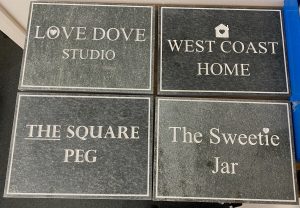 LOVE DOVE
STUDIO
WEST COAST
HOME
THE SQUARE
PEG
The Sweetie
Jar